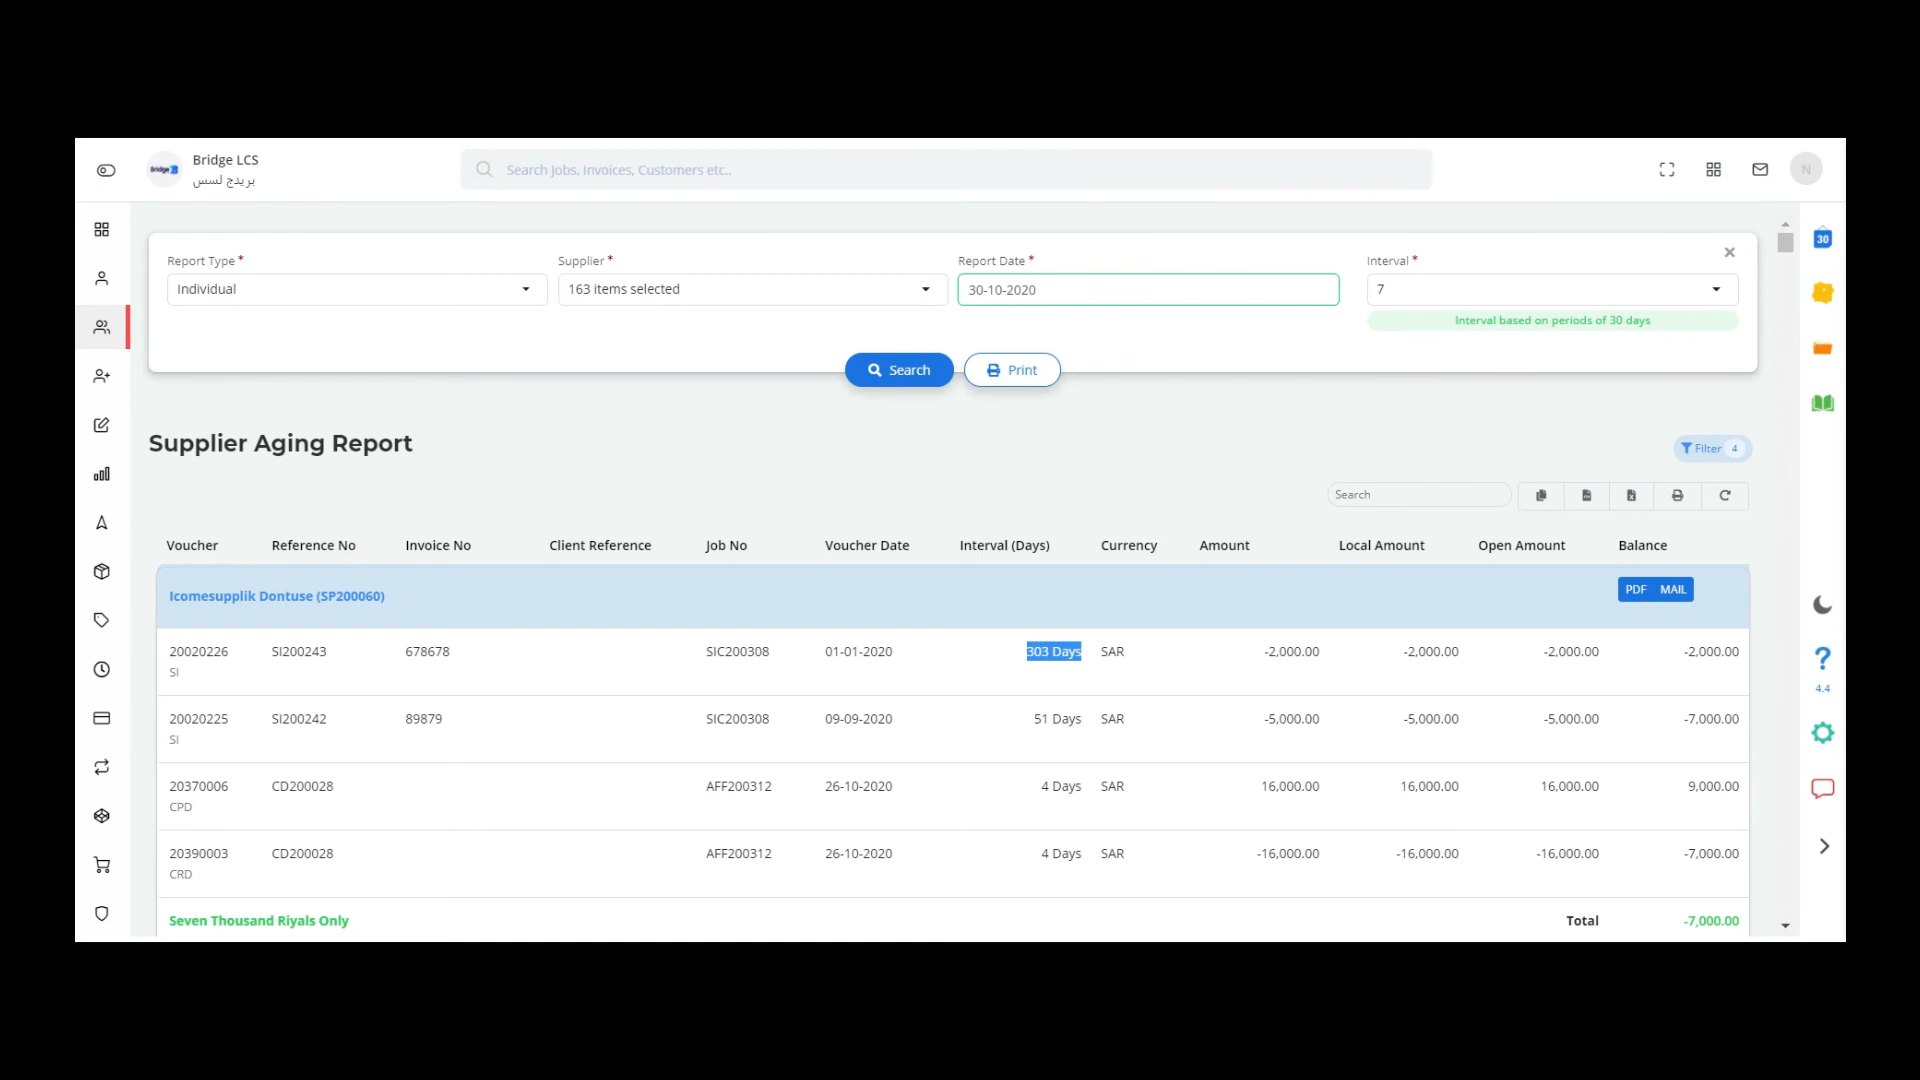 Bridge LCS
بريدج لسس
Search Jobs, Invoices, Customers etc..
N
Report Type *
Supplier *
Report Date *
Interval *
Individual
163 items selected
30-10-2020
7
Interval based on periods of 30 days
Search
Print
Supplier Aging Report
Filter 4
Search
Voucher Reference No Invoice No Client Reference Job No Voucher Date Interval (Days) Currency Amount Local Amount Open Amount Balance
Icomesupplik Dontuse (SP200060)
PDF MAIL
20020226 SI200243 678678 SIC200308 01-01-2020 303 Days SAR -2,000.00 -2,000.00 -2,000.00 -2,000.00
SI
20020225 SI200242 89879 SIC200308 09-09-2020 51 Days SAR -5,000.00 -5,000.00 -5,000.00 -7,000.00
SI
20370006 CD200028 AFF200312 26-10-2020 4 Days SAR 16,000.00 16,000.00 16,000.00 9,000.00
CPD
20390003 CD200028 AFF200312 26-10-2020 4 Days SAR -16,000.00 -16,000.00 -16,000.00 -7,000.00
CRD
Seven Thousand Riyals Only Total -7,000.00
30
4.4